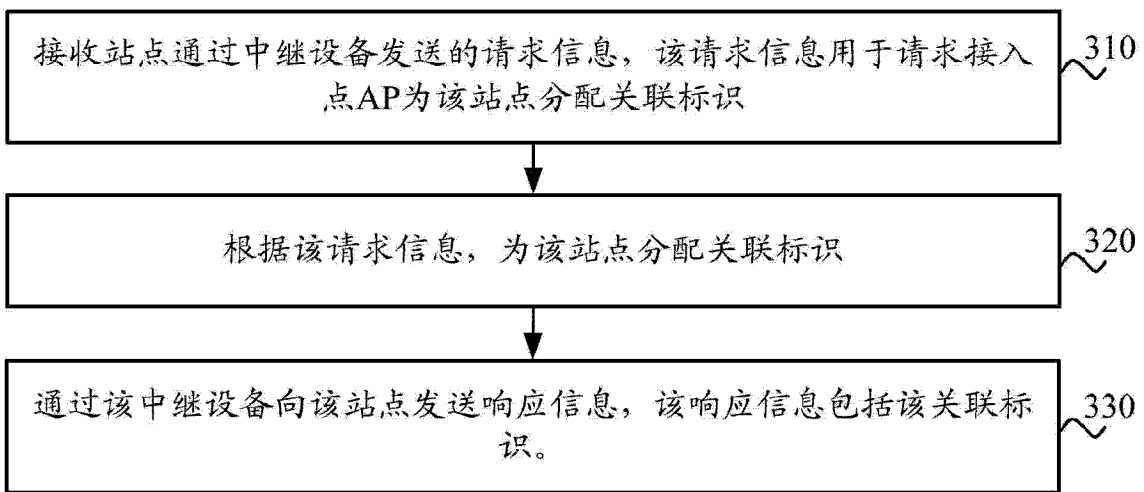 接收站点通过中继设备发送的请求信息，该请求信息用于请求接入
点AP为该站点分配关联标识
310
根据该请求信息，为该站点分配关联标识
320
通过该中继设备向该站点发送响应信息，该响应信息包括该关联标
识。
330